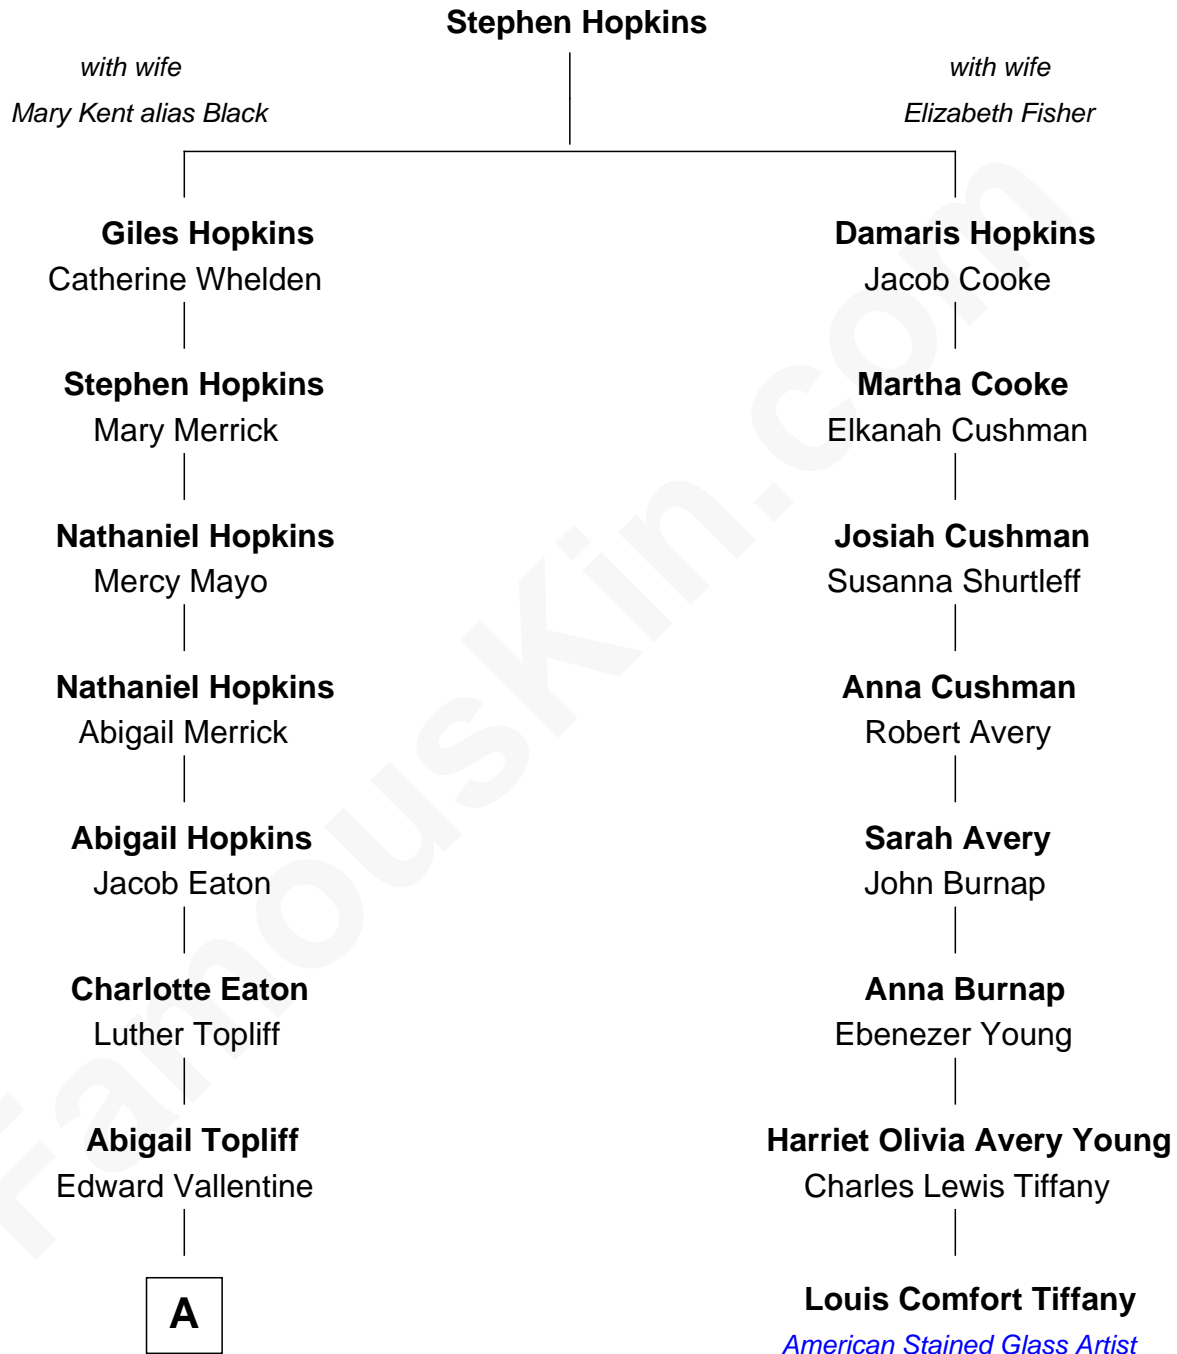 Stephen Hopkins
with wife
Mary Kent alias Black
with wife
Elizabeth Fisher
Giles Hopkins
Catherine Whelden
Damaris Hopkins
Jacob Cooke
Stephen Hopkins
Mary Merrick
Martha Cooke
Elkanah Cushman
Nathaniel Hopkins
Mercy Mayo
Josiah Cushman
Susanna Shurtleff
Nathaniel Hopkins
Abigail Merrick
Anna Cushman
Robert Avery
Abigail Hopkins
Jacob Eaton
Sarah Avery
John Burnap
Charlotte Eaton
Luther Topliff
Anna Burnap
Ebenezer Young
Abigail Topliff
Edward Vallentine
Harriet Olivia Avery Young
Charles Lewis Tiffany
A
Louis Comfort Tiffany
American Stained Glass Artist
FamousKin.com